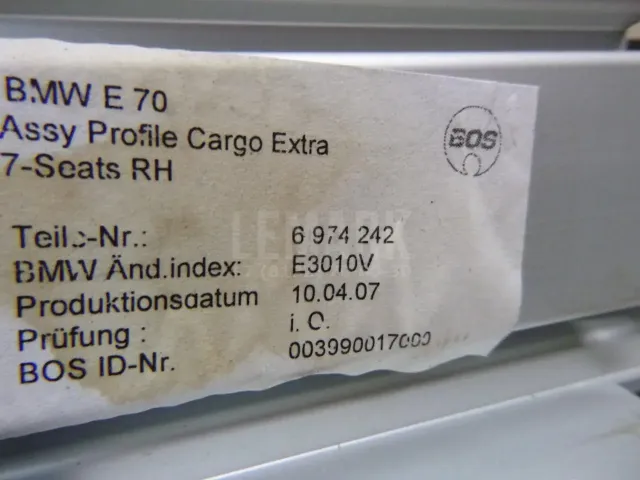 BMW E 70
Assy Profile Cargo Extra
7-Seats RH
BOS
Teile-Nr.: 6 974 242
BMW Änd.index: E3010V
Produktionsdatum 10.04.07
Prüfung : i. O.
BOS ID-Nr.
LEMARK